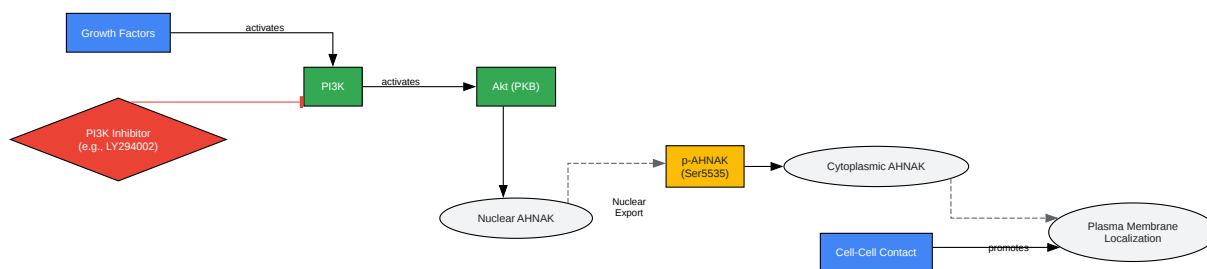 Growth Factors
activates
PI3K
activates
Akt (PKB)
PI3K Inhibitor
(e.g., LY294002)
p-AHNAK
(Ser5535)
Cytoplasmic AHNAK
Nuclear
Export
Nuclear AHNAK
Plasma Membrane
Localization
Cell-Cell Contact
promotes